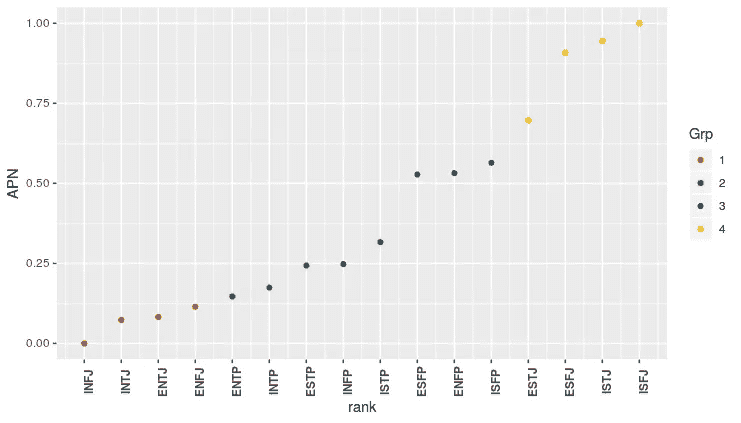 APN
1.00
0.75
0.50
0.25
0.00
INFJ
INTJ
ENTJ
ENFJ
ENTP
INTP
ESTP
INFP
ISTP
ESFP
ENFP
ISFP
ESTJ
ESFJ
ISTJ
ISFJ
rank
Grp
1
2
3
4